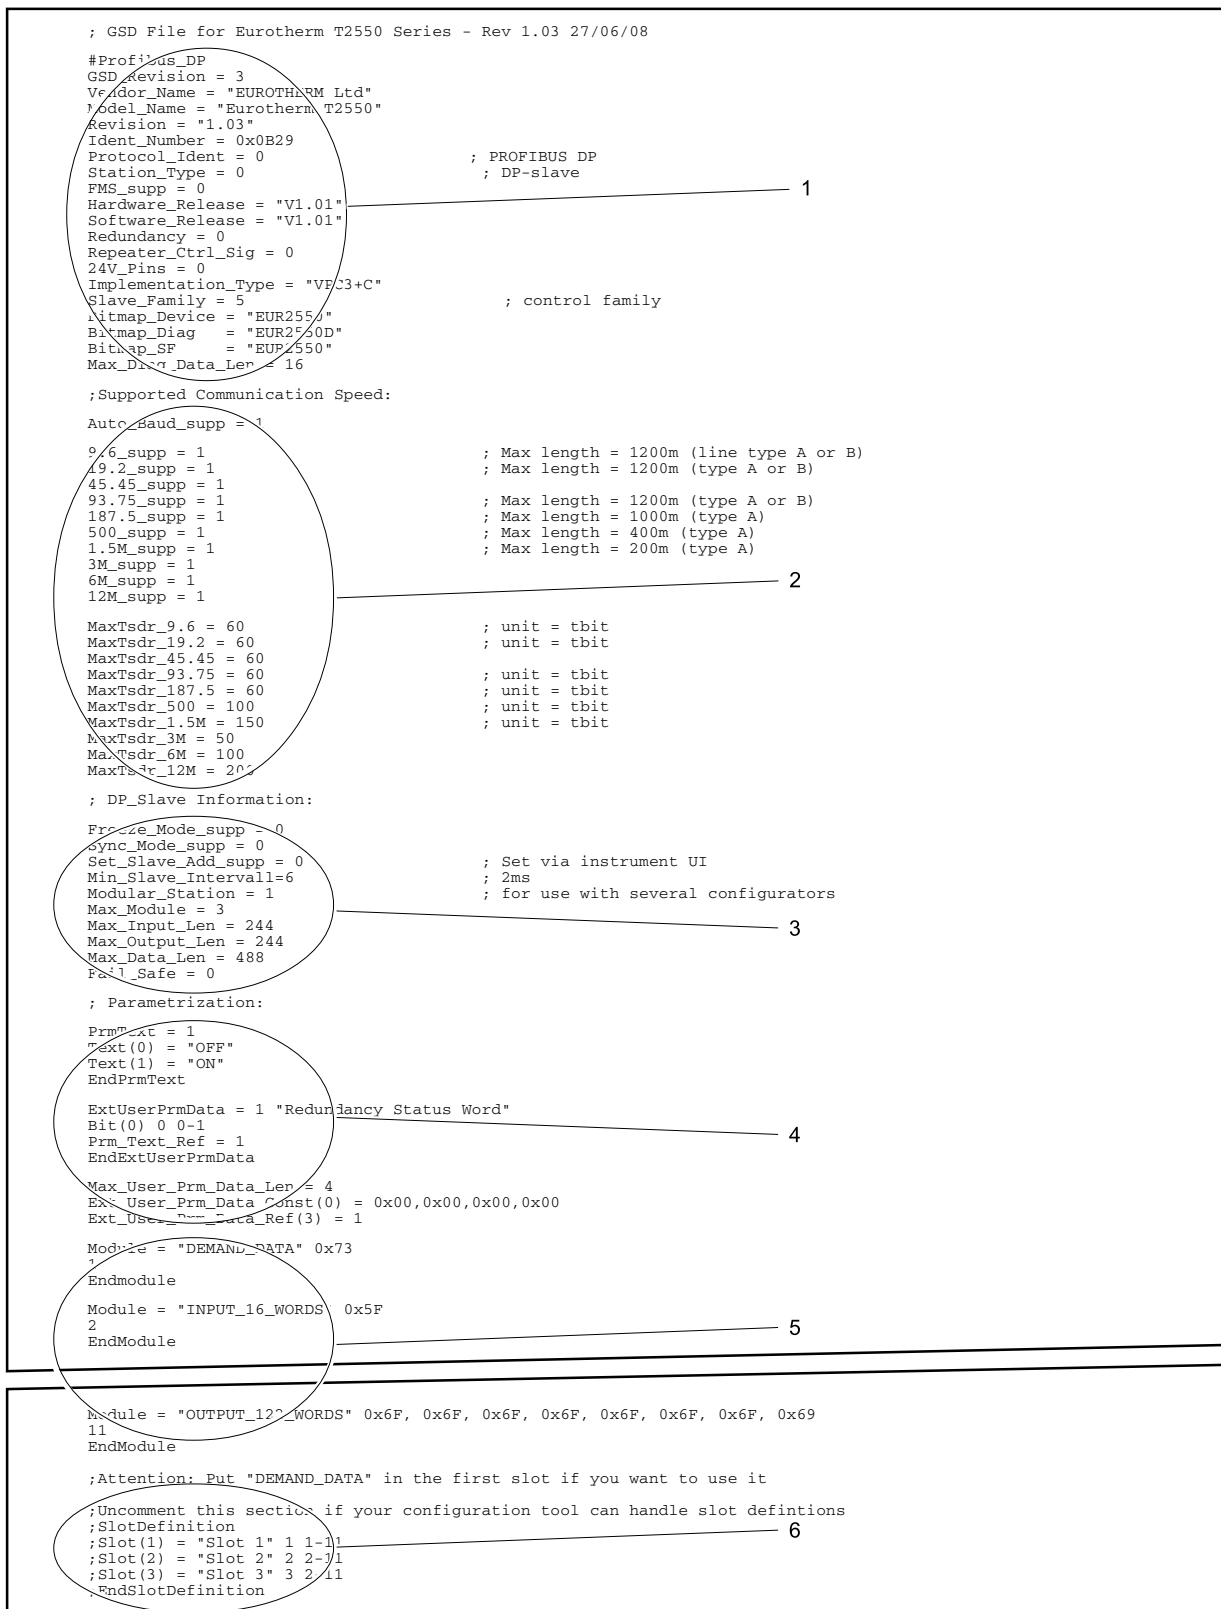 ; GSD File for Eurotherm T2550 Series - Rev 1.03 27/06/08
#Profibus_DP
GSD_Revision = 3
Vendor_Name = "EUROTHERM Ltd"
Model_Name = "Eurotherm T2550"
Revision = "1.03"
Ident_Number = 0x0B29
Protocol_Ident = 0 ; PROFIBUS DP
Station_Type = 0 ; DP-slave
FMS_supp = 0
1
Hardware_Release = "V1.01"
Software_Release = "V1.01"
Redundancy = 0
Repeater_Ctrl_Sig = 0
24V_Pins = 0
Implementation_Type = "VPC3+C"
Slave_Family = 5 ; control family
Bitmap_Device = "EUR2550"
Bitmap_Diag = "EUR2550D"
Bitmap_SF = "EUR2550"
Max_Diag_Data_Len = 16
;Supported Communication Speed:
Auto_Baud_supp = 1
9.6_supp = 1 ; Max length = 1200m (line type A or B)
19.2_supp = 1 ; Max length = 1200m (type A or B)
45.45_supp = 1
93.75_supp = 1 ; Max length = 1200m (type A or B)
187.5_supp = 1 ; Max length = 1000m (type A)
500_supp = 1 ; Max length = 400m (type A)
1.5M_supp = 1 ; Max length = 200m (type A)
3M_supp = 1
6M_supp = 1
2
12M_supp = 1
MaxTsdr_9.6 = 60 ; unit = tbit
MaxTsdr_19.2 = 60 ; unit = tbit
MaxTsdr_45.45 = 60
MaxTsdr_93.75 = 60 ; unit = tbit
MaxTsdr_187.5 = 60 ; unit = tbit
MaxTsdr_500 = 100 ; unit = tbit
MaxTsdr_1.5M = 150 ; unit = tbit
MaxTsdr_3M = 50
MaxTsdr_6M = 100
MaxTsdr_12M = 200
; DP_Slave Information:
Freeze_Mode_supp = 0
Sync_Mode_supp = 0
Set_Slave_Add_supp = 0 ; Set via instrument UI
Min_Slave_Intervall=6 ; 2ms
Modular_Station = 1 ; for use with several configurators
Max_Module = 3
Max_Input_Len = 244
3
Max_Output_Len = 244
Max_Data_Len = 488
Fail_Safe = 0
; Parametrization:
PrmText = 1
Text(0) = "OFF"
Text(1) = "ON"
EndPrmText
ExtUserPrmData = 1 "Redundancy Status Word"
Bit(0) 0 0-1
4
Prm_Text_Ref = 1
EndExtUserPrmData
Max_User_Prm_Data_Len = 4
Ext_User_Prm_Data_Const(0) = 0x00,0x00,0x00,0x00
Ext_User_Prm_Data_Ref(3) = 1
Module = "DEMAND_DATA" 0x73
1
Endmodule
Module = "INPUT_16_WORDS" 0x5F
2
5
EndModule
Module = "OUTPUT_122_WORDS" 0x6F, 0x6F, 0x6F, 0x6F, 0x6F, 0x6F, 0x6F, 0x69
11
EndModule
;Attention: Put "DEMAND_DATA" in the first slot if you want to use it
;Uncomment this section if your configuration tool can handle slot defintions
;SlotDefinition
6
;Slot(1) = "Slot 1" 1 1-11
;Slot(2) = "Slot 2" 2 2-11
;Slot(3) = "Slot 3" 3 2-11
;EndSlotDefinition